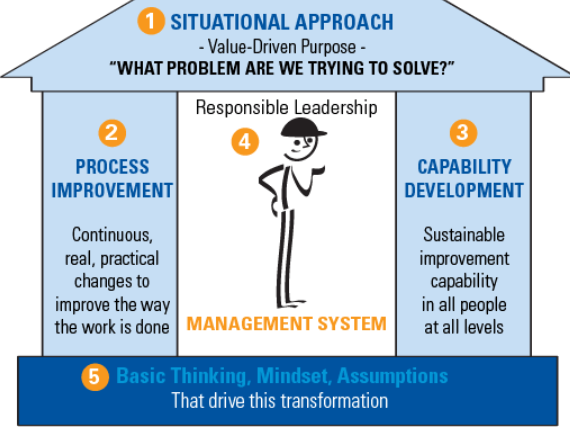 1 SITUATIONAL APPROACH
- Value-Driven Purpose -
“WHAT PROBLEM ARE WE TRYING TO SOLVE?”
2
PROCESS
IMPROVEMENT
Continuous,
real, practical
changes to
improve the way
the work is done
Responsible Leadership
4
MANAGEMENT SYSTEM
3
CAPABILITY
DEVELOPMENT
Sustainable
improvement
capability
in all people
at all levels
5 Basic Thinking, Mindset, Assumptions
That drive this transformation